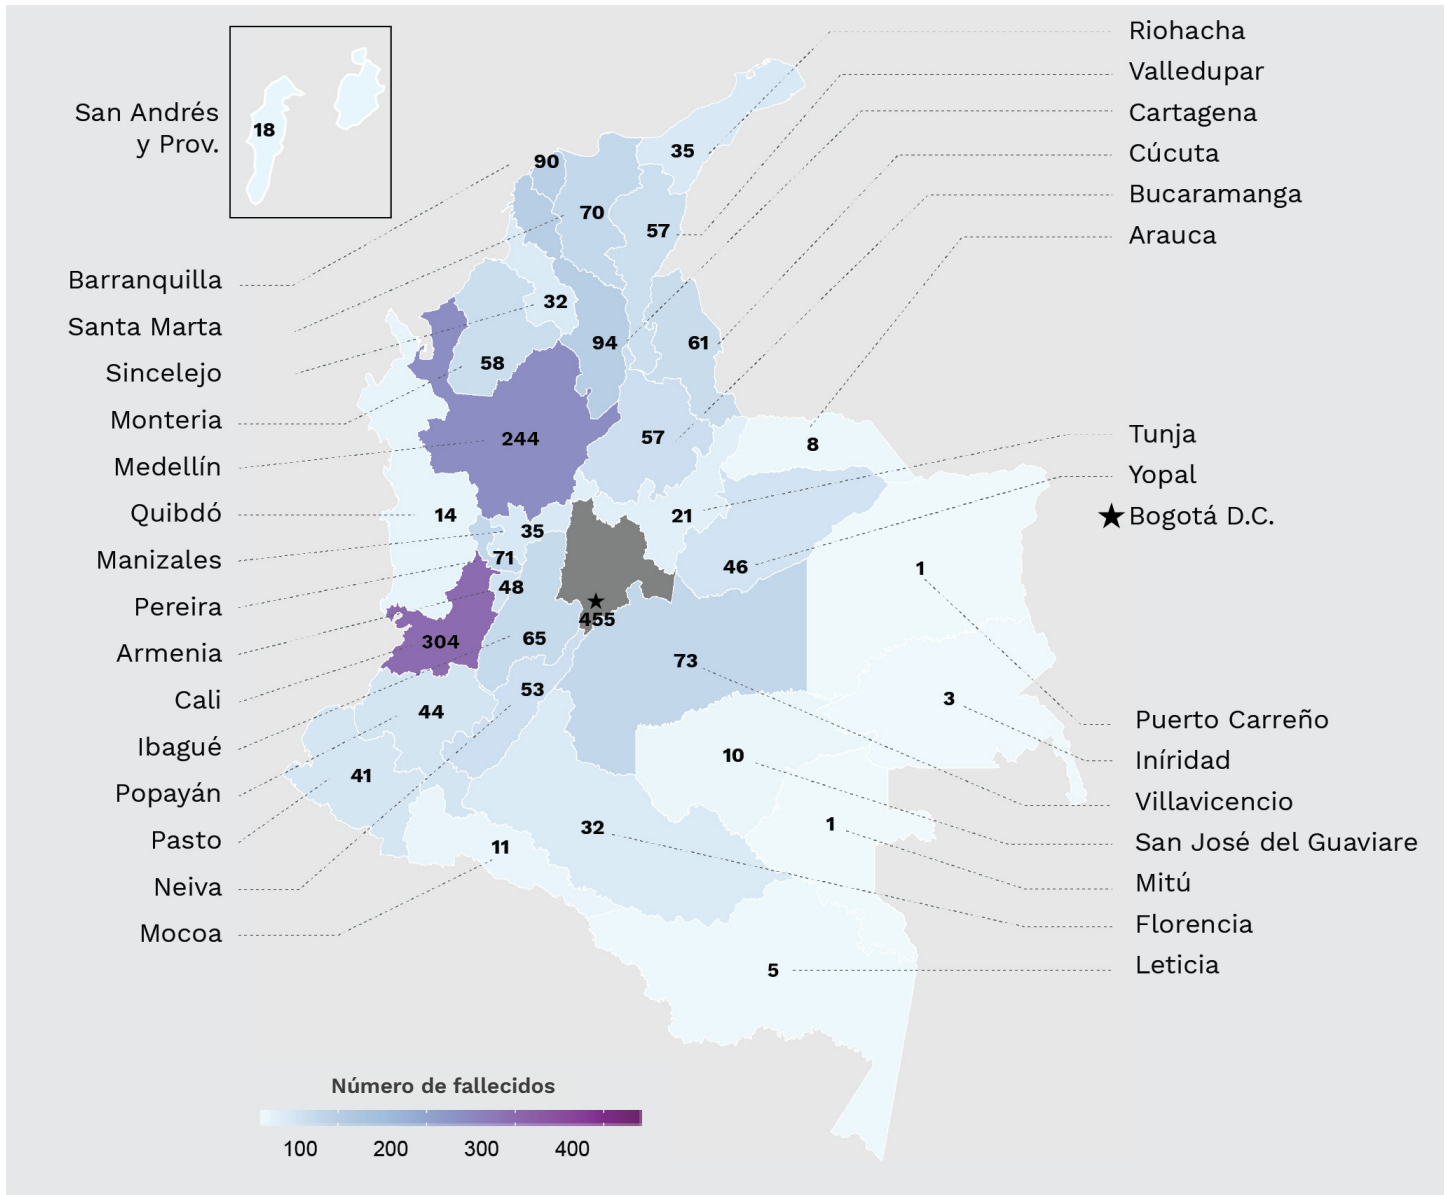 San Andrés
y Prov.
18
Barranquilla
Santa Marta
Sincelejo
Monteria
Medellín
Quibdó
Manizales
Pereira
Armenia
Cali
Ibagué
Popayán
Pasto
Neiva
Mocoa
90
70
35
57
32
94
61
58
244
57
8
14
35
21
71
48
46
1
455
304
65
73
53
3
44
10
41
32
1
11
5
Riohacha
Valledupar
Cartagena
Cúcuta
Bucaramanga
Arauca
Tunja
Yopal
Bogotá D.C.
Puerto Carreño
Iníridad
Villavicencio
San José del Guaviare
Mitú
Florencia
Leticia
Número de fallecidos
100 200 300 400